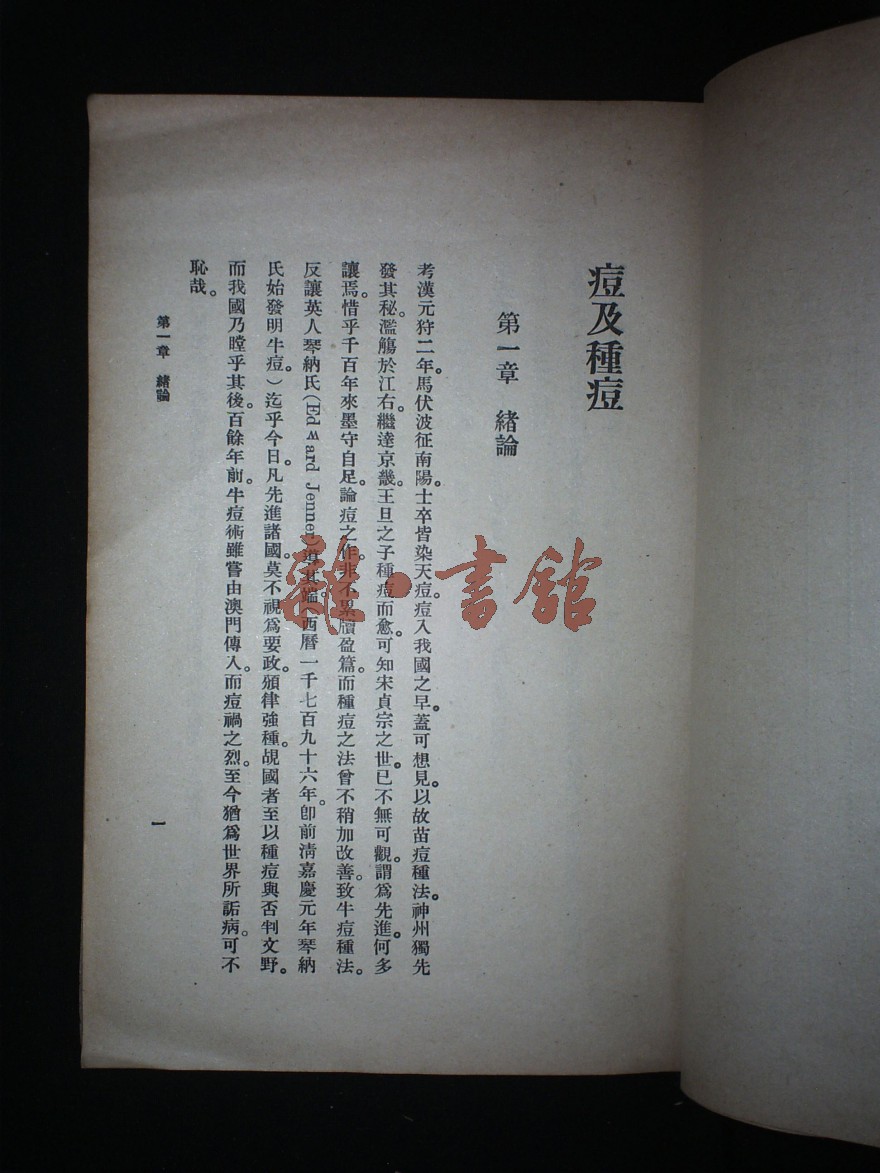 痘及種痘
第一章　緒論
考漢元狩二年。馬伏波征南陽。士卒皆染天痘。痘入我國之早。蓋可想見。以故苗痘種法。神州獨先
發其秘。濫觴於江右。繼達京畿。王旦之子種痘而愈。可知宋貞宗之世。已不無可觀。謂爲先進。何多
讓焉。惜乎千百年來墨守自足。論痘之作。非不累牘盈篇。而種痘之法曾不稍加改善。致牛痘種法。
反讓英人琴納氏(Edward Jenner)導其端。(西曆一千七百九十六年。卽前淸嘉慶元年琴納
氏始發明牛痘。)迄乎今日。凡先進諸國。莫不視爲要政。頒律強種。覘國者至以種痘與否判文野。
而我國乃瞠乎其後。百餘年前。牛痘術雖嘗由澳門傳入。而痘禍之烈。至今猶爲世界所詬病。可不
恥哉。
第一章　緒論
一
雜·書館